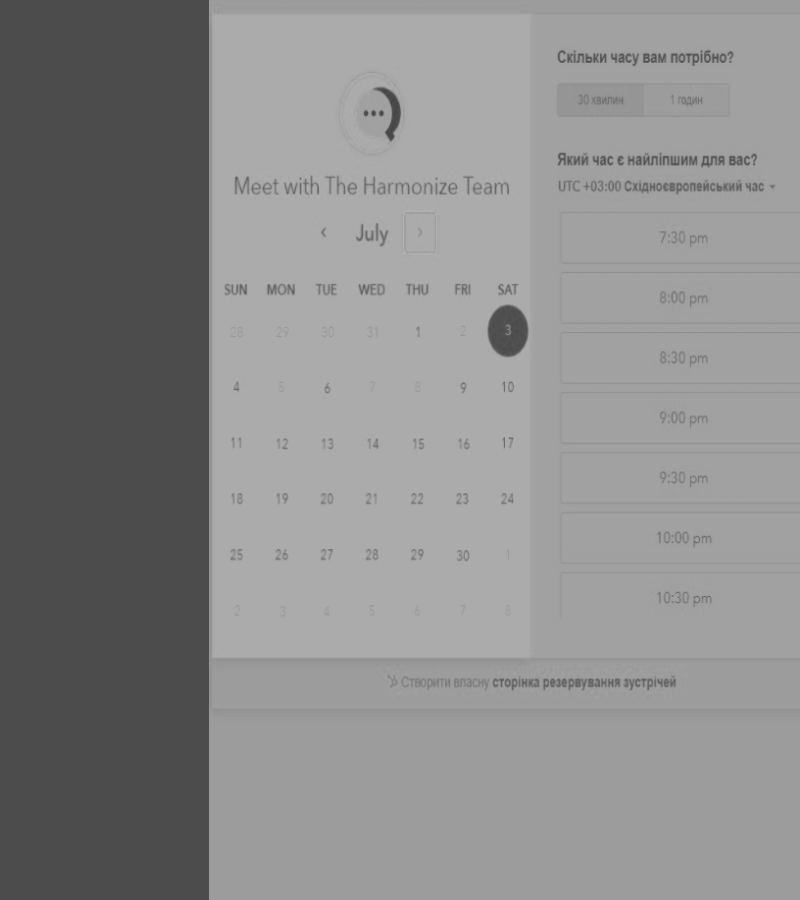 Meet with The Harmonize Team
July
SUN MON TUE WED THU FRI SAT
28 29 30 31 1 2 3
4 5 6 7 8 9 10
11 12 13 14 15 16 17
18 19 20 21 22 23 24
25 26 27 28 29 30 1
2 3 4 5 6 7 8
Скільки часу вам потрібно?
30 хвилин 1 годин
Який час є найліпшим для вас?
UTC +03:00 Східноєвропейський час
7:30 pm
8:00 pm
8:30 pm
9:00 pm
9:30 pm
10:00 pm
10:30 pm
Створити власну сторінка резервування зустрічей